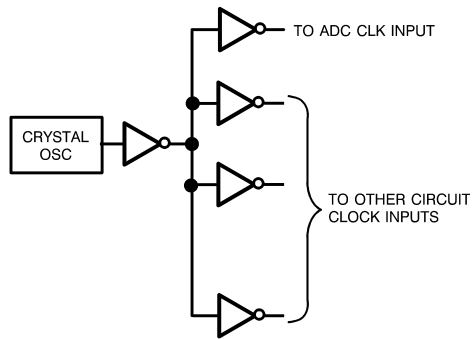 TO ADC CLK INPUT
CRYSTAL
OSC
TO OTHER CIRCUIT
CLOCK INPUTS